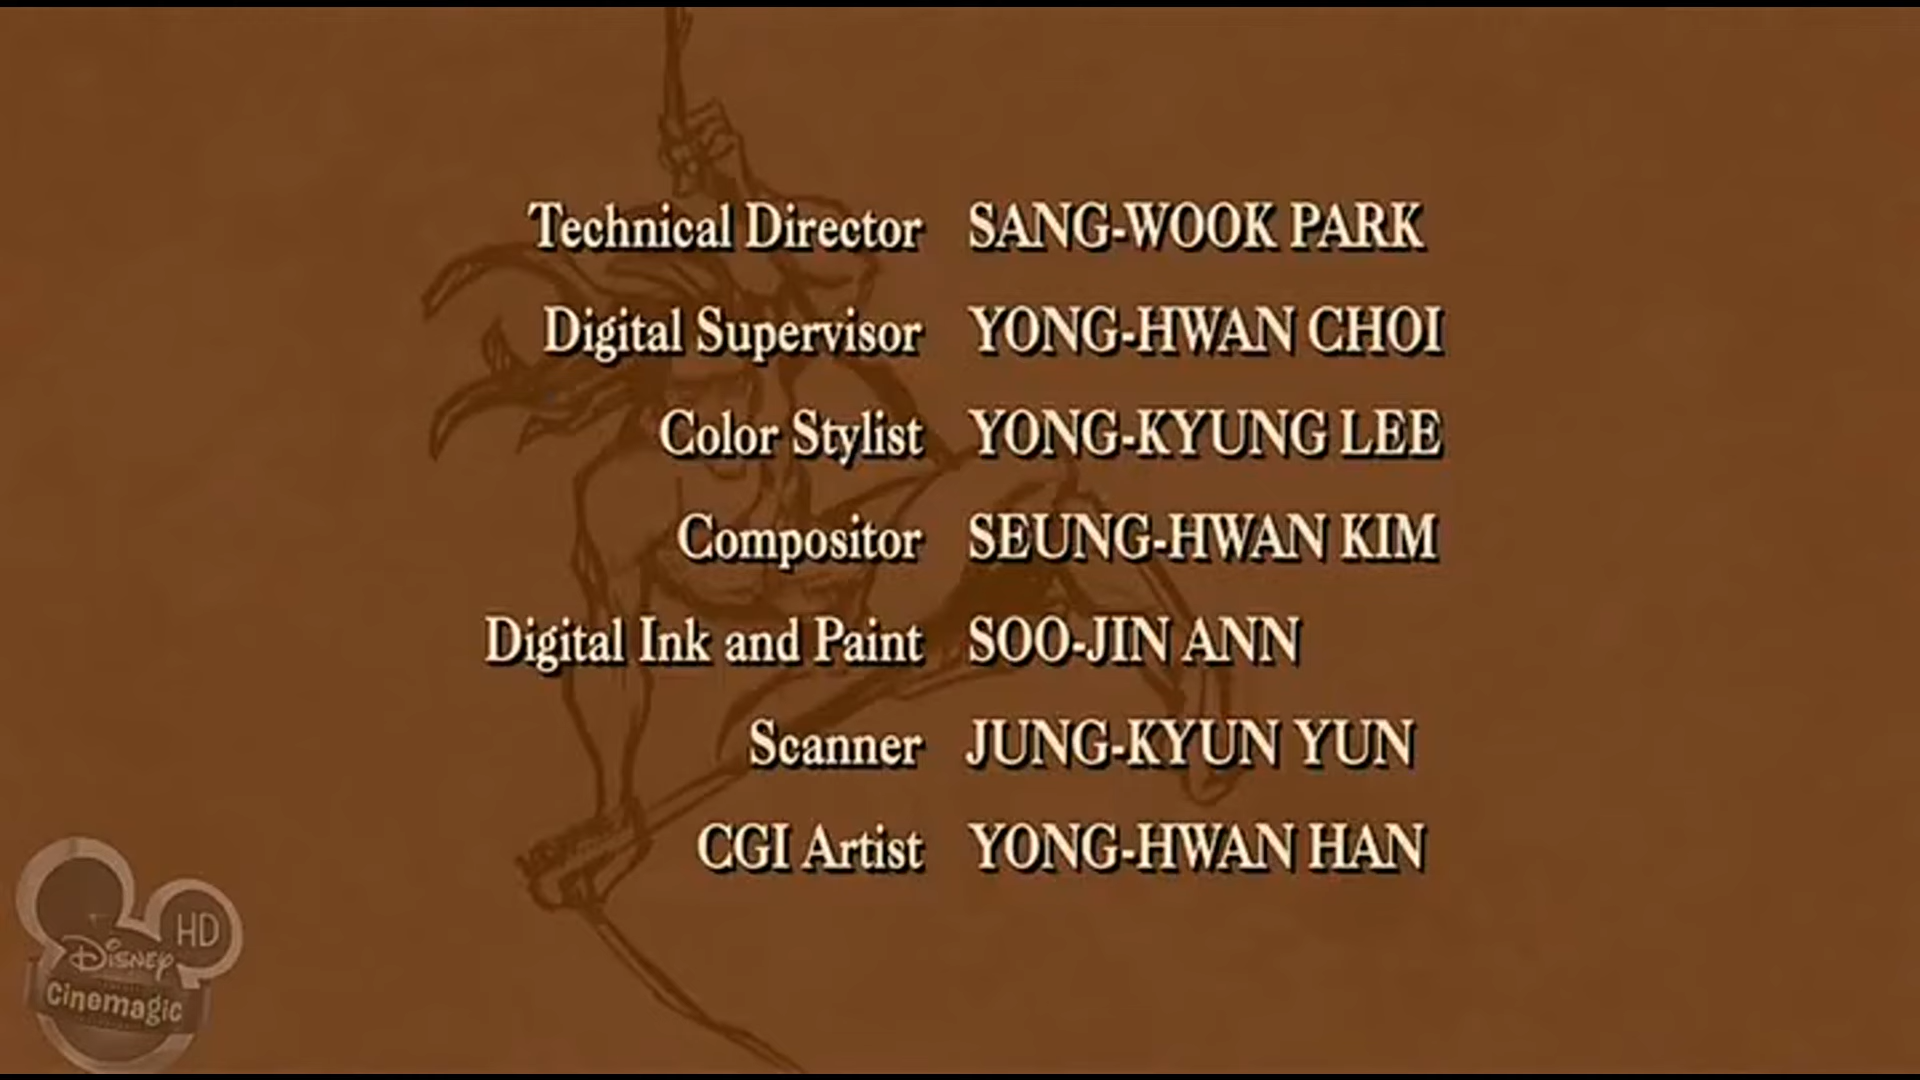 Technical Director SANG-WOOK PARK
Digital Supervisor YONG-HWAN CHOI
Color Stylist YONG-KYUNG LEE
Compositor SEUNG-HWAN KIM
Digital Ink and Paint SOO-JIN ANN
Scanner JUNG-KYUN YUN
CGI Artist YONG-HWAN HAN
HD
Disney
Cinemagic